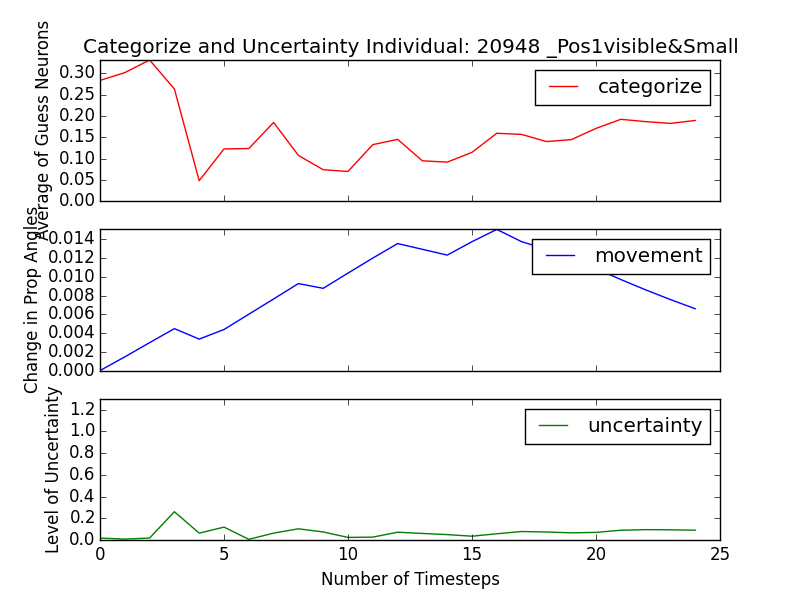 Categorize and Uncertainty Individual: 20948 _Pos1visible&Small
Average of Guess Neurons
0.30
0.25
0.20
0.15
0.10
0.05
0.00
categorize
Change in Prop Angles
0.014
0.012
0.010
0.008
0.006
0.004
0.002
0.000
movement
Level of Uncertainty
1.2
1.0
0.8
0.6
0.4
0.2
0.0
uncertainty
0 5 10 15 20 25
Number of Timesteps